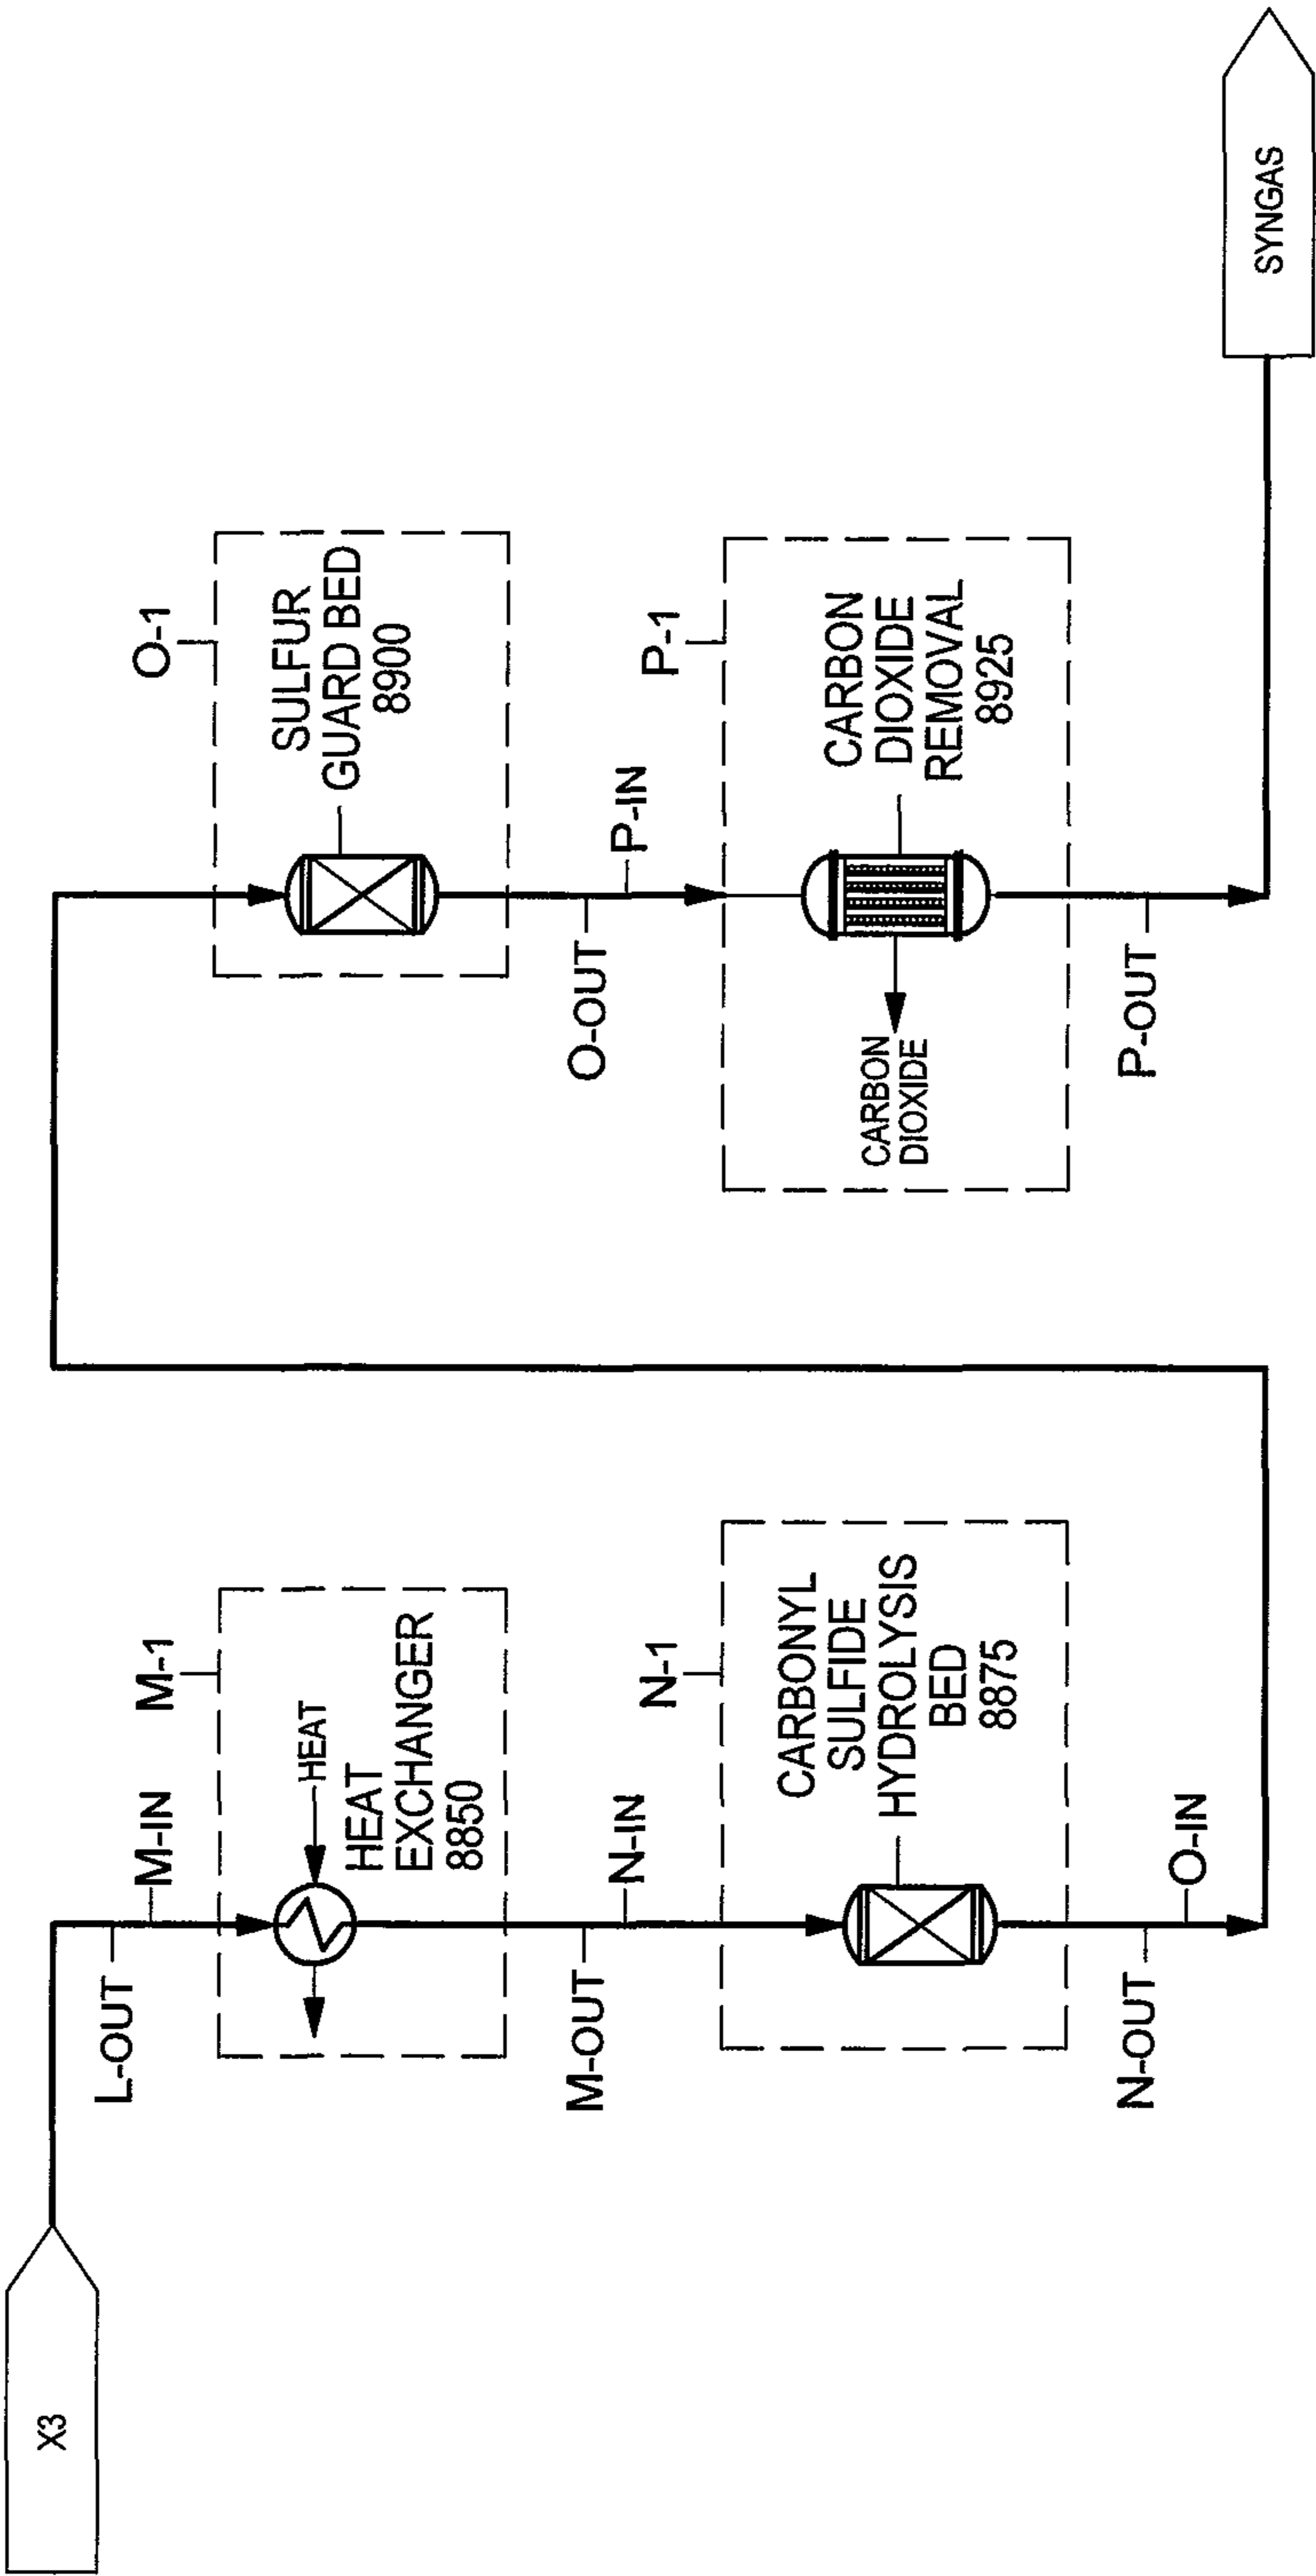 X3
L-OUT
M-IN
M-1
HEAT
HEAT
EXCHANGER
8850
M-OUT
N-IN
N-1
CARBONYL
SULFIDE
HYDROLYSIS
BED
8875
N-OUT
O-IN
O-1
SULFUR
GUARD BED
8900
O-OUT
P-IN
P-1
CARBON
DIOXIDE
REMOVAL
8925
CARBON
DIOXIDE
P-OUT
SYNGAS